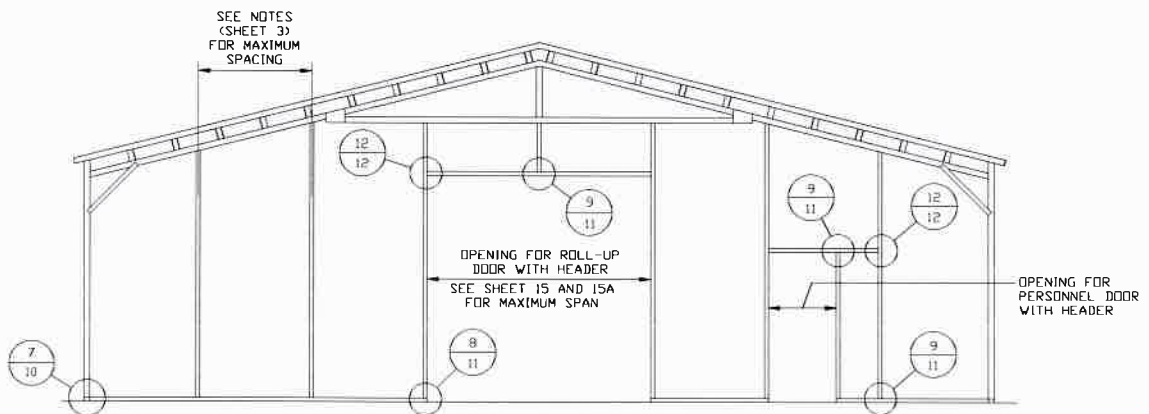 SEE NOTES
(SHEET 3)
FOR MAXIMUM
SPACING
12
12
9
11
9
11
12
12
OPENING FOR ROLL-UP
DOOR WITH HEADER
SEE SHEET 15 AND 15A
FOR MAXIMUM SPAN
OPENING FOR
PERSONNEL DOOR
WITH HEADER
7
10
8
11
9
11